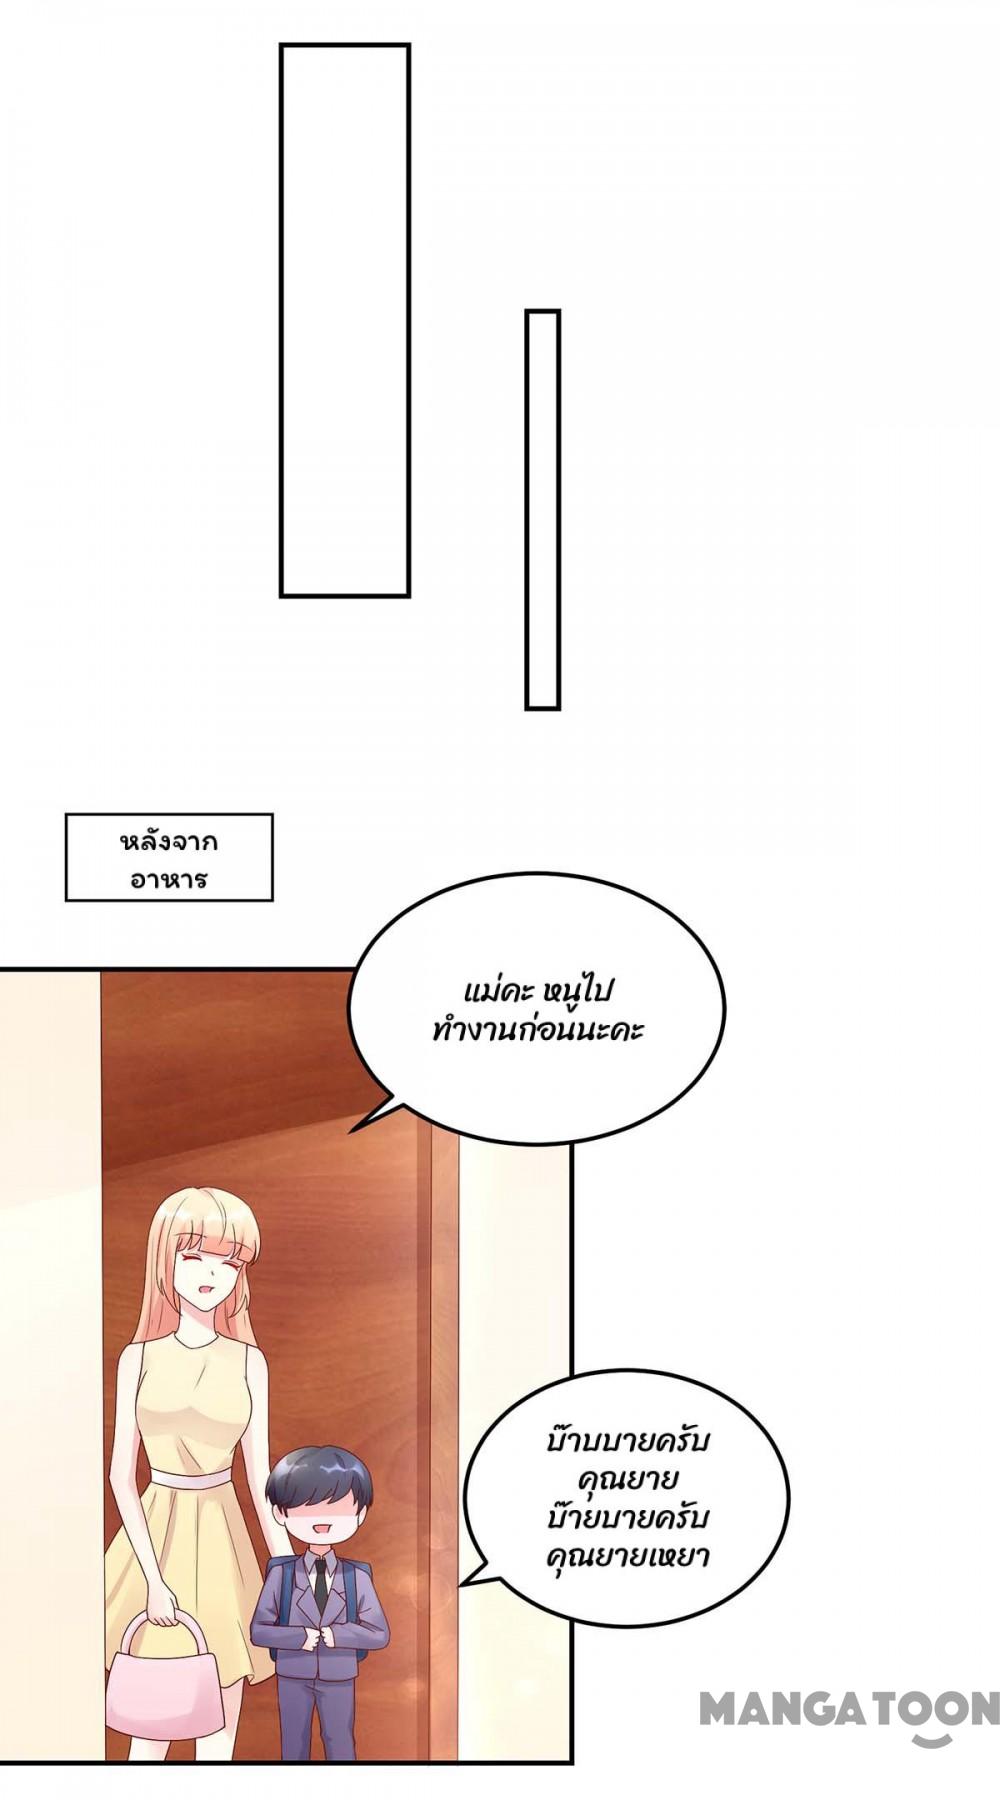 หลังจาก
อาหาร
แม่คะ หนูไป
ทำงานก่อนนะคะ
บ๊าบบายครับ
คุณยาย
บ๊ายบายครับ
คุณยายเหยา
MANGATOON